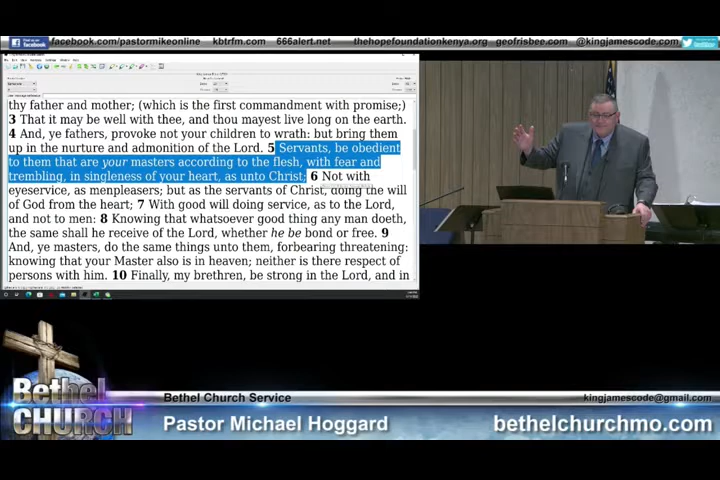 Find us on
facebook
facebook.com/pastormikeonline kbtrfm.com 666alert.net thehopefoundationkenya.org geofrisbee.com @kingjamescode
twitter
thy father and mother; (which is the first commandment with promise;)
3 That it may be well with thee, and thou mayest live long on the earth.
4 And, ye fathers, provoke not your children to wrath: but bring them
up in the nurture and admonition of the Lord. 5 Servants, be obedient
to them that are your masters according to the flesh, with fear and
trembling, in singleness of your heart, as unto Christ; 6 Not with
eyeservice, as menpleasers; but as the servants of Christ, doing the will
of God from the heart; 7 With good will doing service, as to the Lord,
and not to men: 8 Knowing that whatsoever good thing any man doeth,
the same shall he receive of the Lord, whether he be bond or free. 9
And, ye masters, do the same things unto them, forbearing threatening:
knowing that your Master also is in heaven; neither is there respect of
persons with him. 10 Finally, my brethren, be strong in the Lord, and in
Bethel
CHURCH
Bethel Church Service kingjamescode@gmail.com
Pastor Michael Hoggard bethelchurchmo.com